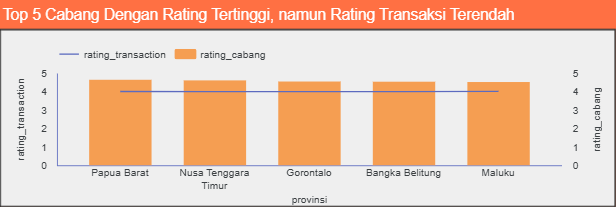 Top 5 Cabang Dengan Rating Tertinggi, namun Rating Transaksi Terendah
rating_transaction rating_cabang
5 5
4 4
3 3
2 2
1 1
0 0
rating_transaction
rating_cabang
Papua Barat Nusa Tenggara Gorontalo Bangka Belitung Maluku
Timur
provinsi